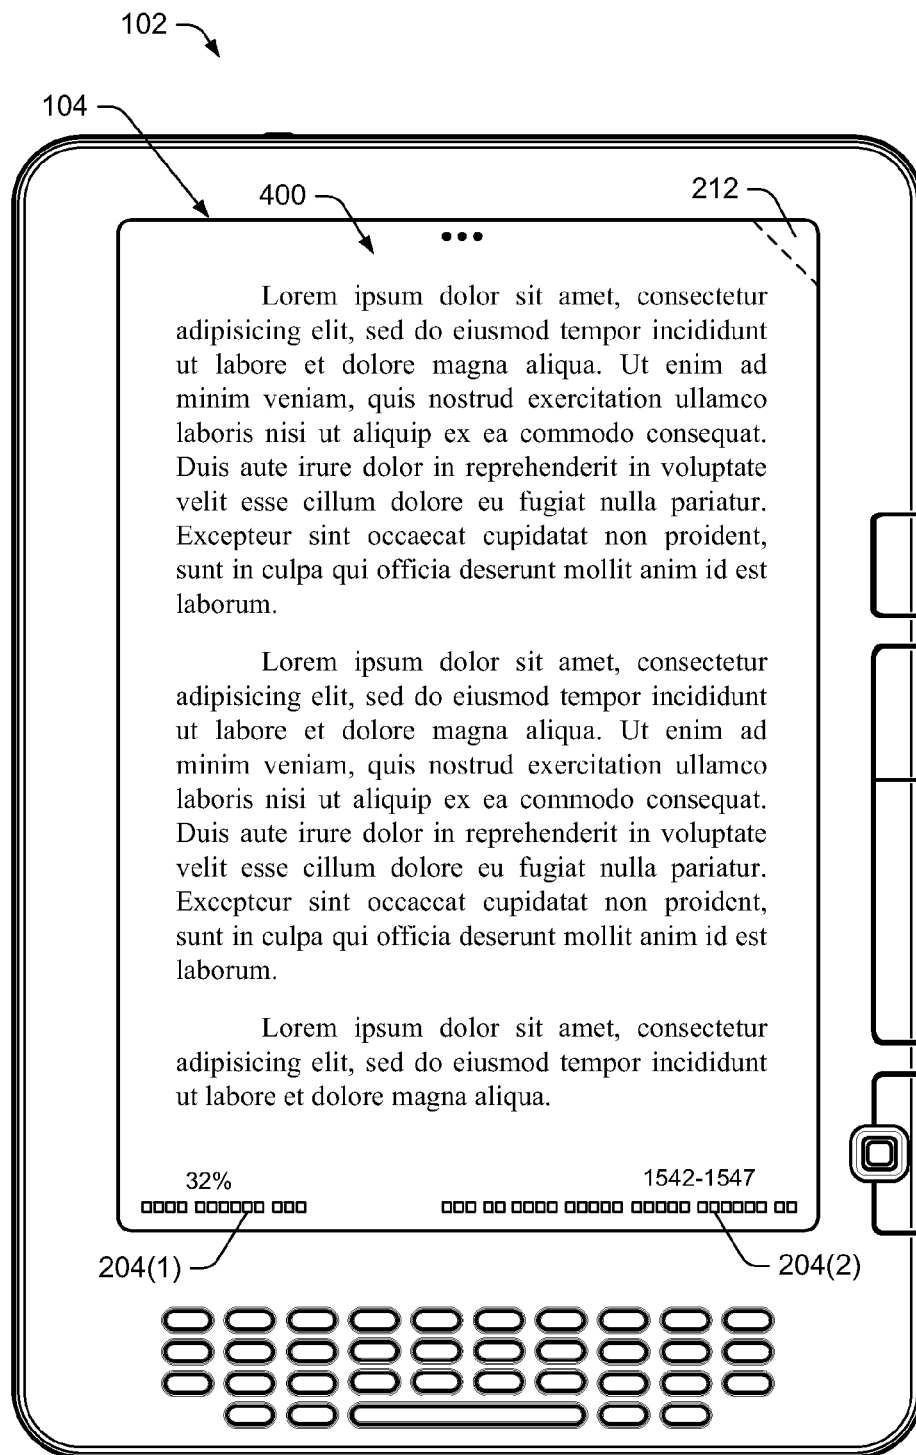 102
104
400
212
•••
Lorem ipsum dolor sit amet, consectetur
adipisicing elit, sed do eiusmod tempor incididunt
ut labore et dolore magna aliqua. Ut enim ad
minim veniam, quis nostrud exercitation ullamco
laboris nisi ut aliquip ex ea commodo consequat.
Duis aute irure dolor in reprehenderit in voluptate
velit esse cillum dolore eu fugiat nulla pariatur.
Excepteur sint occaecat cupidatat non proident,
sunt in culpa qui officia deserunt mollit anim id est
laborum.
Lorem ipsum dolor sit amet, consectetur
adipisicing elit, sed do eiusmod tempor incididunt
ut labore et dolore magna aliqua. Ut enim ad
minim veniam, quis nostrud exercitation ullamco
laboris nisi ut aliquip ex ea commodo consequat.
Duis aute irure dolor in reprehenderit in voluptate
velit esse cillum dolore eu fugiat nulla pariatur.
Excepteur sint occaecat cupidatat non proident,
sunt in culpa qui officia deserunt mollit anim id est
laborum.
Lorem ipsum dolor sit amet, consectetur
adipisicing elit, sed do eiusmod tempor incididunt
ut labore et dolore magna aliqua.
32% 1542-1547
204(1) 204(2)